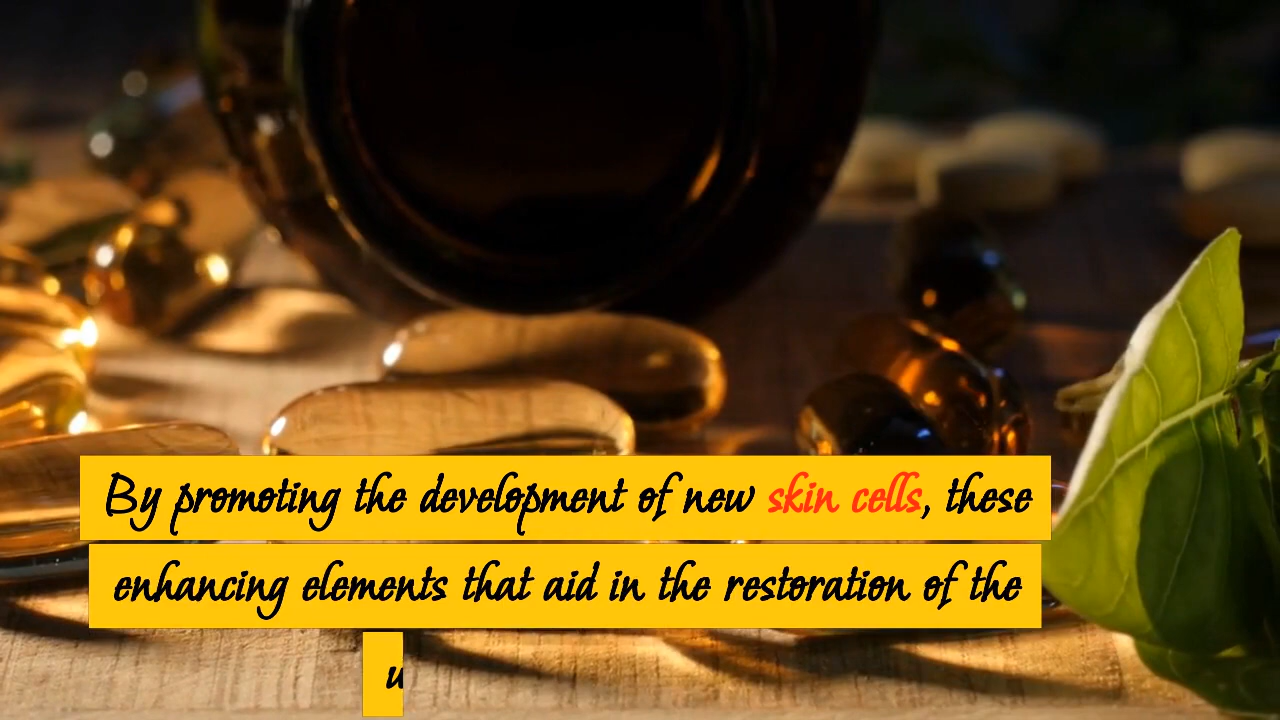 By promoting the development of new skin cells, these
enhancing elements that aid in the restoration of the